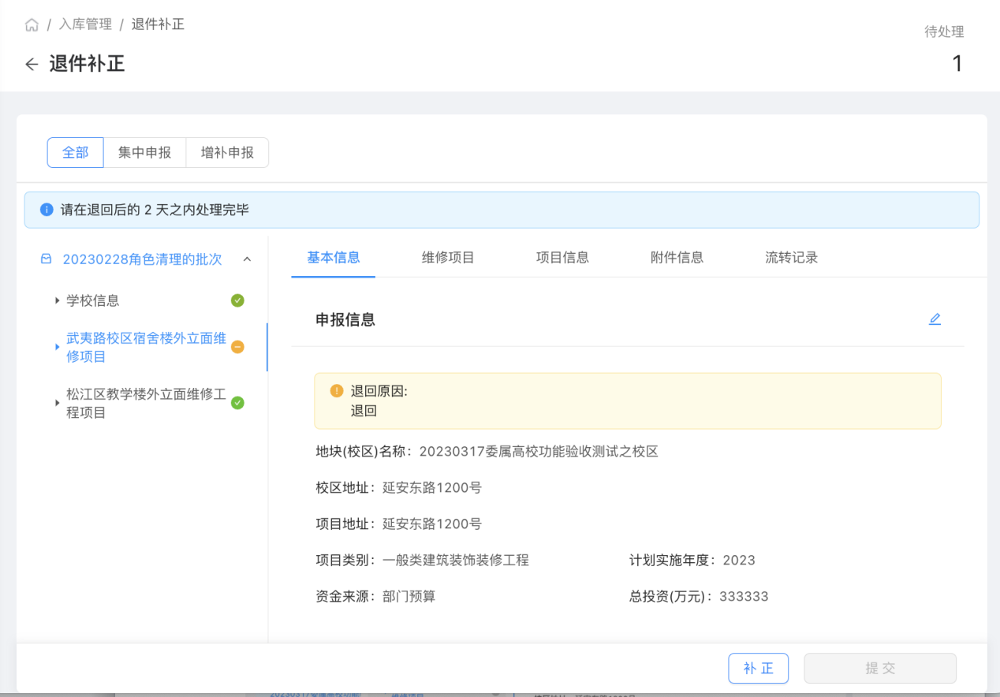 / 入库管理 / 退件补正
待处理
← 退件补正
1
全部 集中申报 增补申报
请在退回后的 2 天之内处理完毕
20230228角色清理的批次
基本信息 维修项目 项目信息 附件信息 流转记录
学校信息
武夷路校区宿舍楼外立面维
修项目
松江区教学楼外立面维修工
程项目
申报信息
退回原因:
退回
地块(校区)名称: 20230317委属高校功能验收测试之校区
校区地址: 延安东路1200号
项目地址: 延安东路1200号
项目类别: 一般类建筑装饰装修工程 计划实施年度: 2023
资金来源: 部门预算 总投资(万元): 333333
补 正 提 交